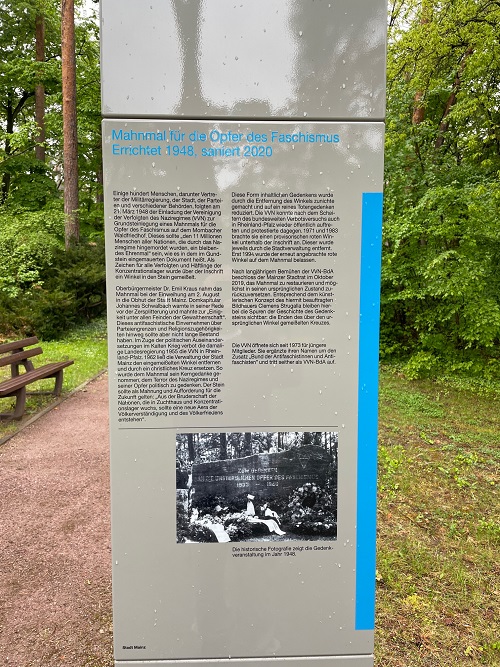 Mahnmal für die Opfer des Faschismus
Errichtet 1948, saniert 2020
Einige hundert Menschen, darunter Vertre-
ter der Militärregierung, der Stadt, der Partei-
en und verschiedener Behörden, folgten am
21. März 1948 der Einladung der Vereinigung
der Verfolgten des Naziregimes (VVN) zur
Grundsteinlegung eines Mahnmals für die
Opfer des Faschismus auf dem Mombacher
Waldfriedhof. Dieses sollte „den 11 Millionen
Menschen aller Nationen, die durch das Na-
ziregime hingemordet wurden, ein bleiben-
des Ehrenmal" sein, wie es in dem im Grund-
stein eingemauerten Dokument heißt. Als
Zeichen für alle Verfolgten und Häftlinge
der Konzentrationslager wurde über der Inschrift
ein Winkel in den Stein gemeißelt.
Oberbürgermeister Dr. Emil Kraus nahm das
Mahnmal bei der Einweihung am 2. August
in die Obhut der Stadt Mainz. Domkapitular
Johannes Schwalbach warnte in seiner Rede
vor der Zersplitterung und mahnte zur „Einig-
keit unter allen Feinden der Gewaltherrschaft".
Dieses antifaschistische Einvernehmen über
Parteiengrenzen und Religionszugehörigkei-
ten hinweg sollte aber nicht lange Bestand
haben. Im Zuge der politischen Auseinander-
setzungen im Kalten Krieg verbot die damali-
ge Landesregierung 1955 die VVN in Rhein-
land-Pfalz, 1962 ließ die Verwaltung der Stadt
Mainz den eingemeißelten Winkel entfernen
und durch ein christliches Kreuz ersetzen. So
wurde dem Mahnmal sein Kerngedanke ge-
nommen, dem Terror des Naziregimes und
seiner Opfer politisch zu gedenken. Der Stein
sollte als Mahnung und Aufforderung für die
Zukunft gelten: „Aus der Bruderschaft der
Nationen, die in Zuchthaus und Konzentrati-
onslager wuchs, sollte eine neue Ära der
Völkerverständigung und des Völkerfriedens
entstehen".
Diese Form inhaltlichen Gedenkens wurde
durch die Entfernung des Winkels zunichte
gemacht und auf ein reines Totengedenken
reduziert. Die VVN konnte nach dem Schei-
tern des bundesweiten Verbotsversuchs auch
in Rheinland-Pfalz wieder öffentlich auftre-
ten und protestierte dagegen. 1971 und 1983
brachte sie einen provisorischen roten Win-
kel unterhalb der Inschrift an. Dieser wurde
jeweils durch die Stadtverwaltung entfernt.
Erst 1994 wurde der erneut angebrachte rote
Winkel auf dem Mahnmal belassen.
Nach langjährigem Bemühen der VVN-BdA
beschloss der Mainzer Stadtrat im Oktober
2019, das Mahnmal zu restaurieren und mög-
lichst in seinen ursprünglichen Zustand zu-
rückzuversetzen. Entsprechend dem künst-
lerischen Konzept des hiermit beauftragten
Bildhauers Clemens Strugalla bleiben hier-
bei die Spuren der Geschichte des Gedenk-
steins sichtbar: die Enden des über den ur-
sprünglichen Winkel gemeißelten Kreuzes.
Die VVN öffnete sich seit 1973 für jüngere
Mitglieder. Sie ergänzte ihren Namen um den
Zusatz „Bund der Antifaschistinnen und Anti-
faschisten" und tritt seither als VVN-BdA auf.
ZUM GEDENKEN
AN DIE UNSTERBLICHEN OPFER DES FASCHISMUS
1933 - 1945
Die historische Fotografie zeigt die Gedenk-
veranstaltung im Jahr 1948.
Stadt Mainz